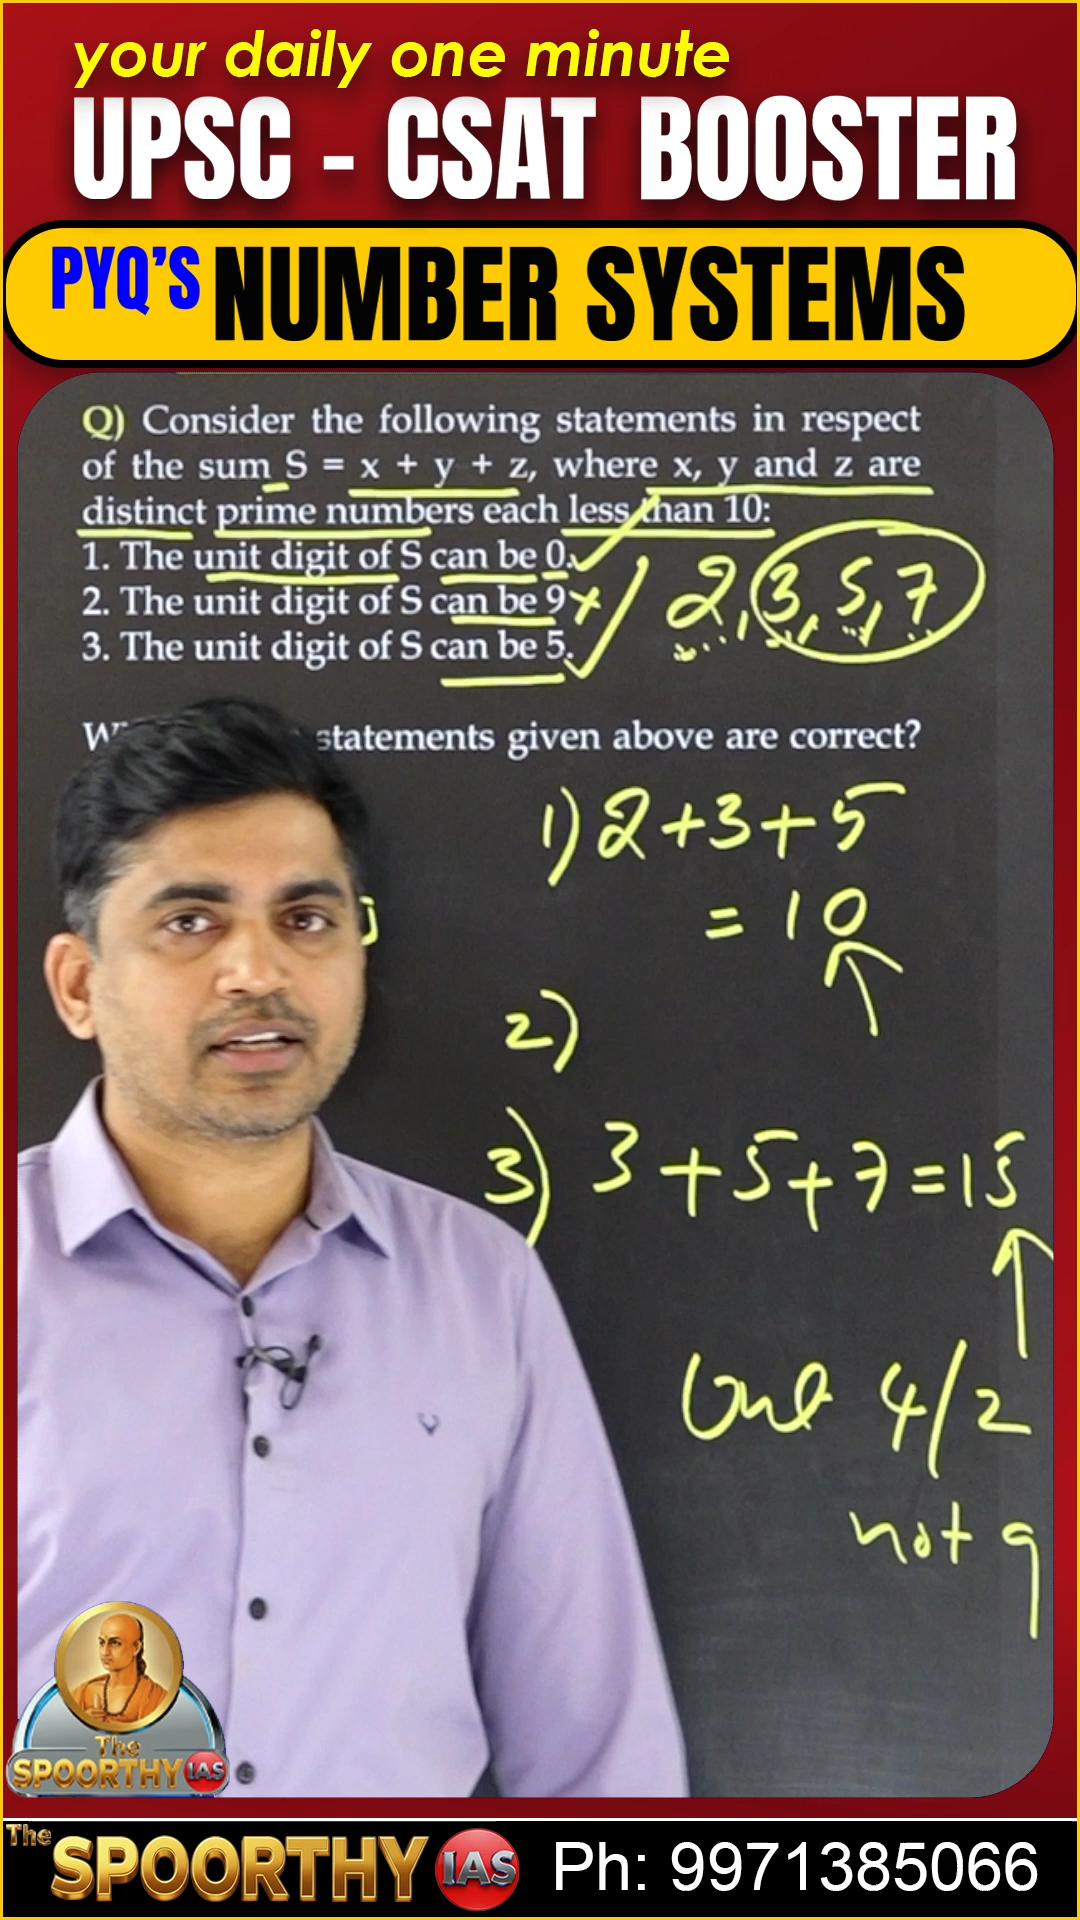 your daily one minute
UPSC - CSAT BOOSTER
PYQ'S NUMBER SYSTEMS
Q) Consider the following statements in respect
of the sum S = x + y + z, where x, y and z are
distinct prime numbers each less than 10:
1. The unit digit of S can be 0.
2. The unit digit of S can be 9
3. The unit digit of S can be 5.
2, 3, 5, 7
statements given above are correct?
1) 2+3+5
= 10
2)
3) 3+5+7=15
4/2
not 9
The
SPOORTHY IAS
The SPOORTHY IAS Ph: 9971385066